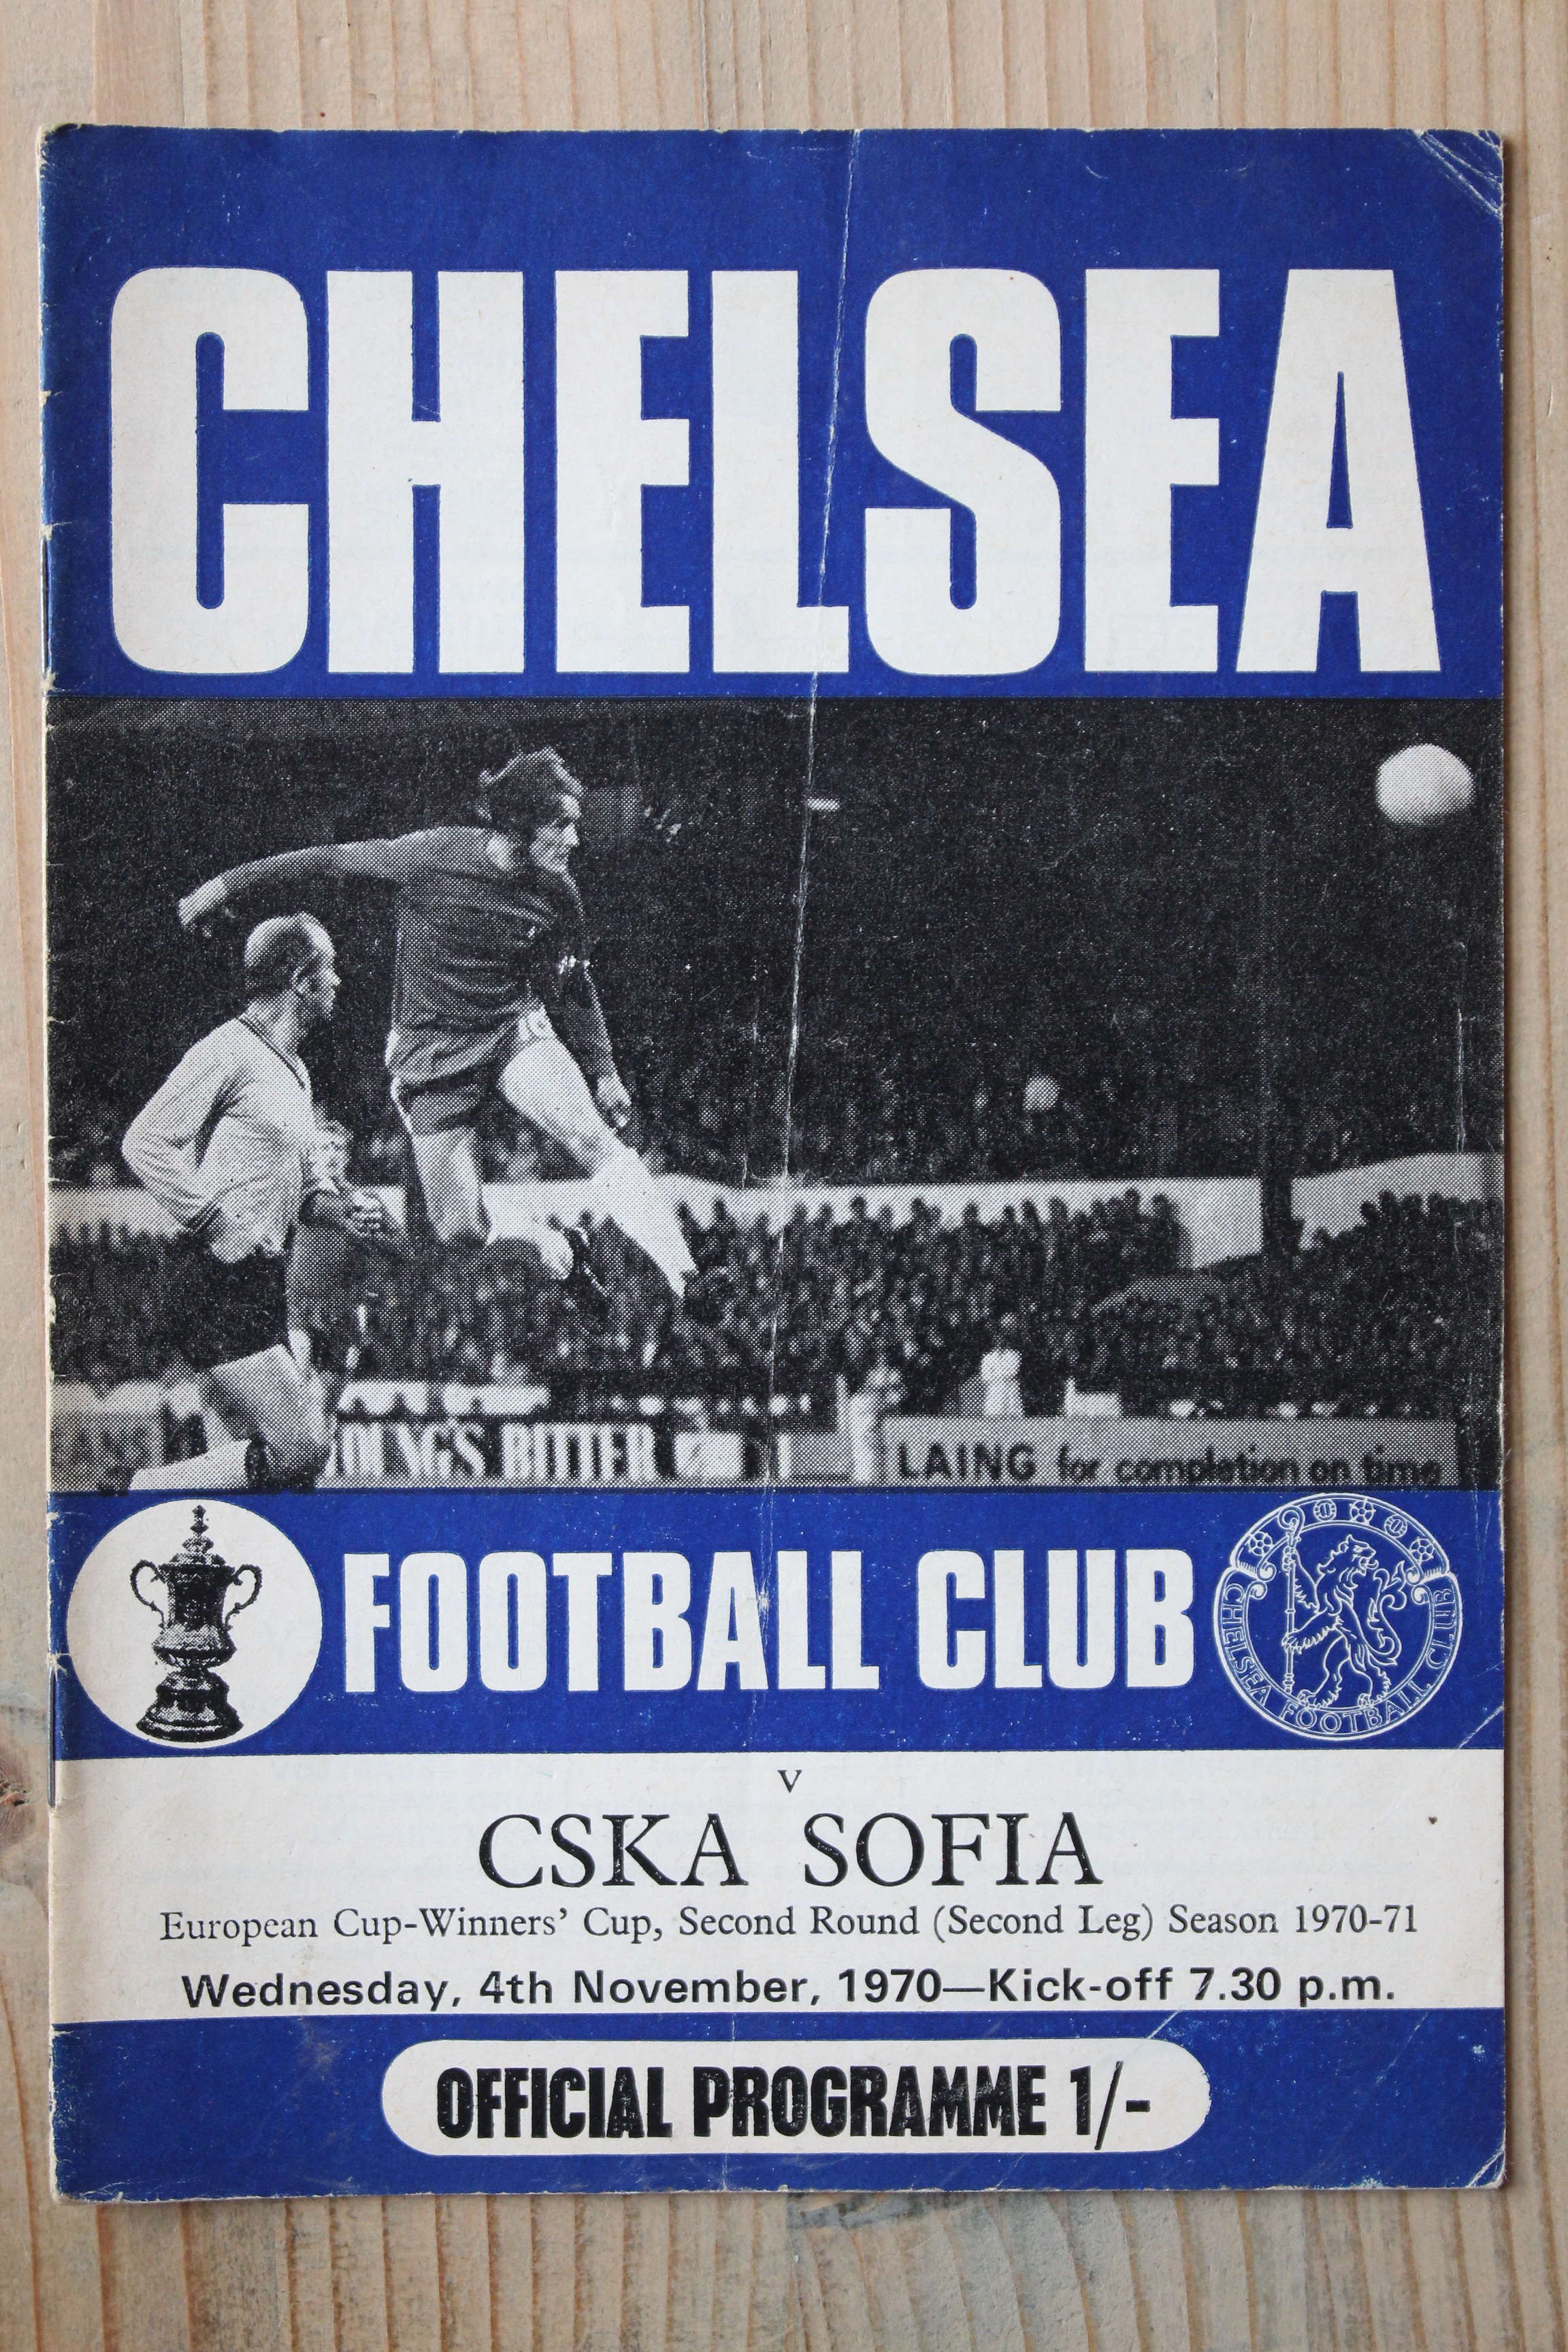 CHELSEA
YOUNG'S BITTER
LAING for completion on time
FOOTBALL CLUB
CHELSEA FOOTBALL CLUB
v
CSKA SOFIA
European Cup-Winners' Cup, Second Round (Second Leg) Season 1970-71
Wednesday, 4th November, 1970—Kick-off 7.30 p.m.
OFFICIAL PROGRAMME 1/-